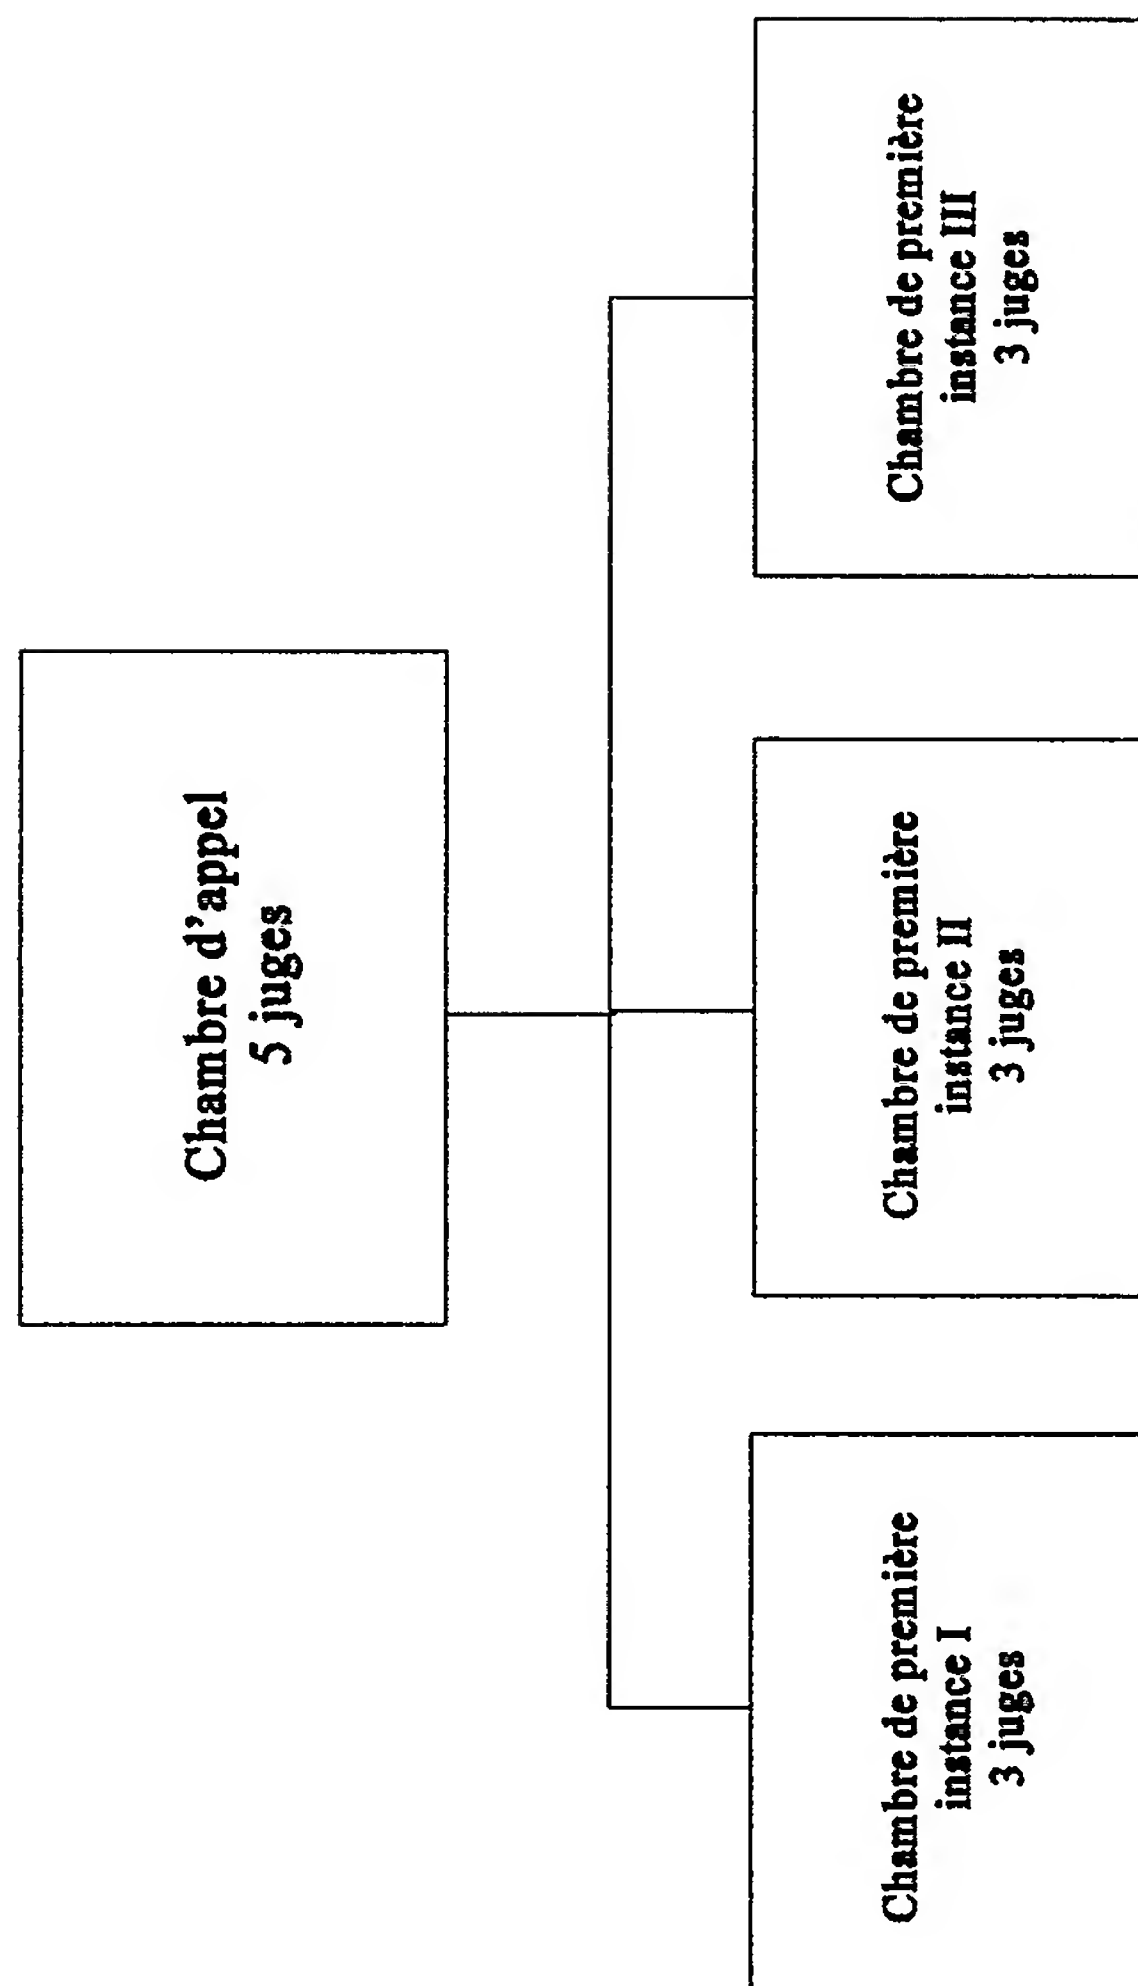 Chambre d'appel
5 juges
Chambre de première
instance I
3 juges
Chambre de première
instance II
3 juges
Chambre de première
instance III
3 juges